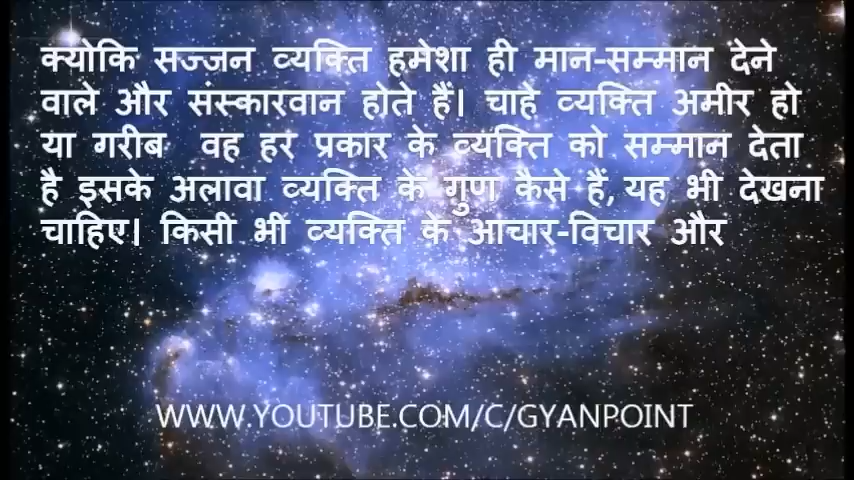 क्योकि सज्जन व्यक्ति हमेशा ही मान-सम्मान देने
वाले और संस्कारवान होते हैं। चाहै व्यक्ति अमीर हो
या गरीब वह हर प्रकार के व्यक्ति को सम्मान देता
है इसके अलावा व्यक्ति के गुण कैसे हैं, यह भी देखना
चाहिए। किसी भी व्यक्ति के आचार-विचार और
WWW.YOUTUBE.COM/C/GYANPOINT